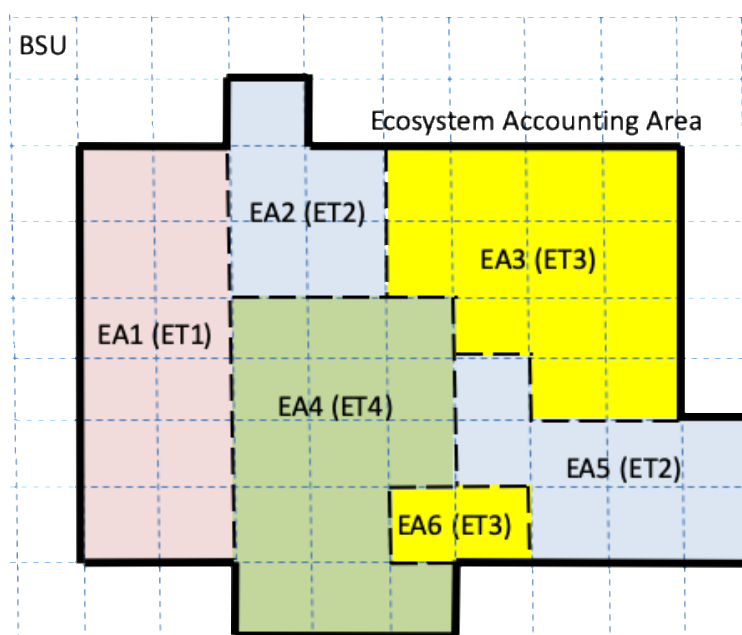 BSU
Ecosystem Accounting Area
EA2 (ET2)
EA3 (ET3)
EA1 (ET1)
EA4 (ET4)
EA5 (ET2)
EA6 (ET3)